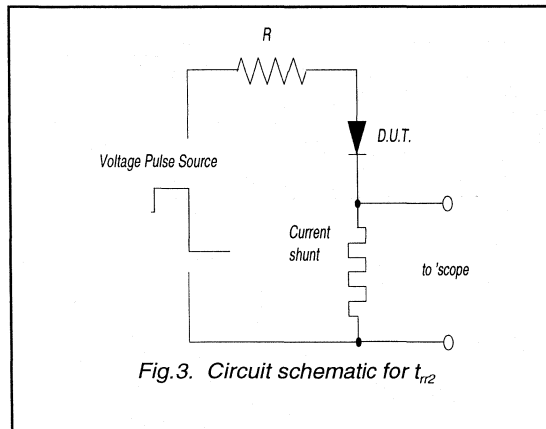 R
D.U.T.
Voltage Pulse Source
Current
shunt
to 'scope
Fig.3. Circuit schematic for trr2